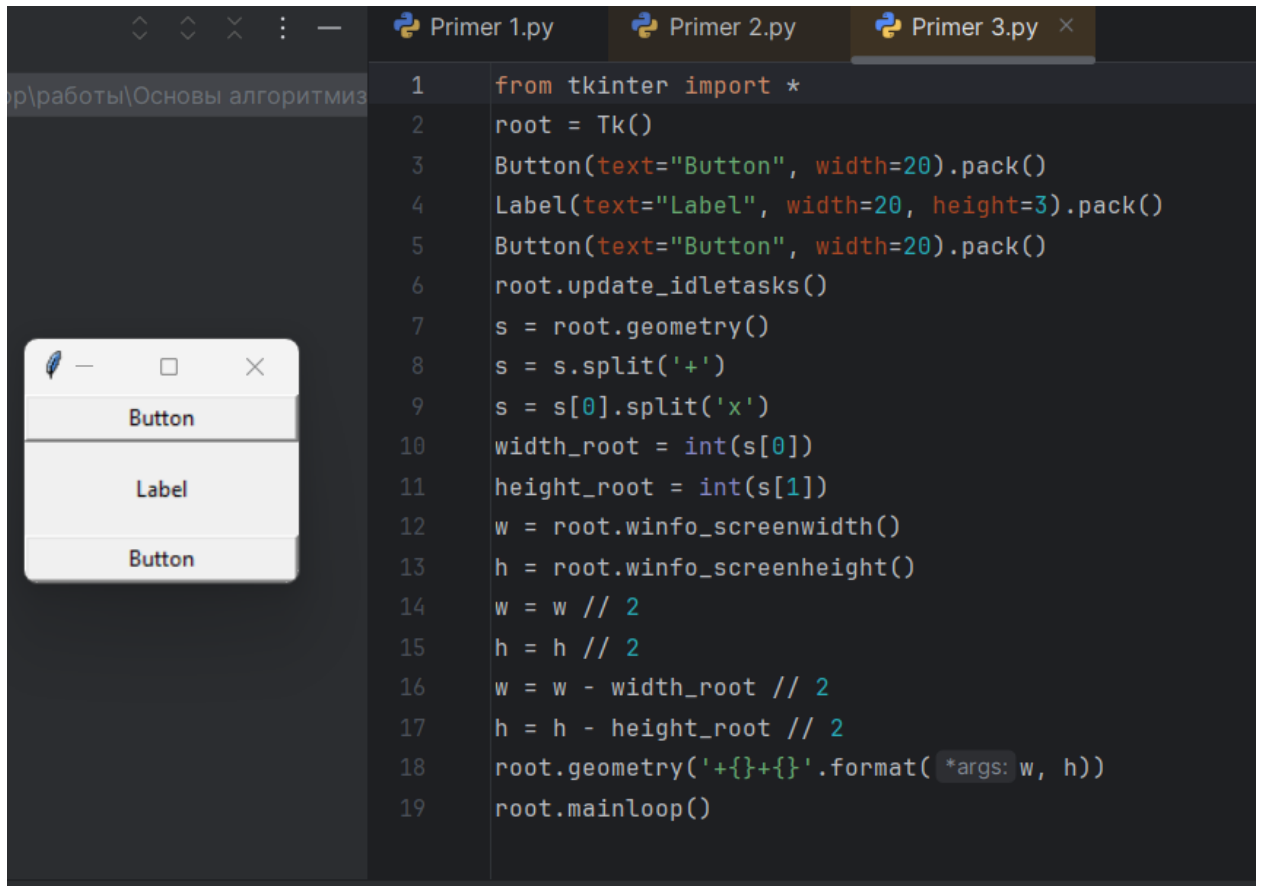 Primer 1.py Primer 2.py Primer 3.py
ор\работы\Основы алгоритмиз
1 from tkinter import *
2 root = Tk()
3 Button(text="Button", width=20).pack()
4 Label(text="Label", width=20, height=3).pack()
5 Button(text="Button", width=20).pack()
6 root.update_idletasks()
7 s = root.geometry()
8 s = s.split('+')
9 s = s[0].split('x')
10 width_root = int(s[0])
11 height_root = int(s[1])
12 w = root.winfo_screenwidth()
13 h = root.winfo_screenheight()
14 w = w // 2
15 h = h // 2
16 w = w - width_root // 2
17 h = h - height_root // 2
18 root.geometry('+{}+{}'.format( *args: w, h))
19 root.mainloop()
Button
Label
Button